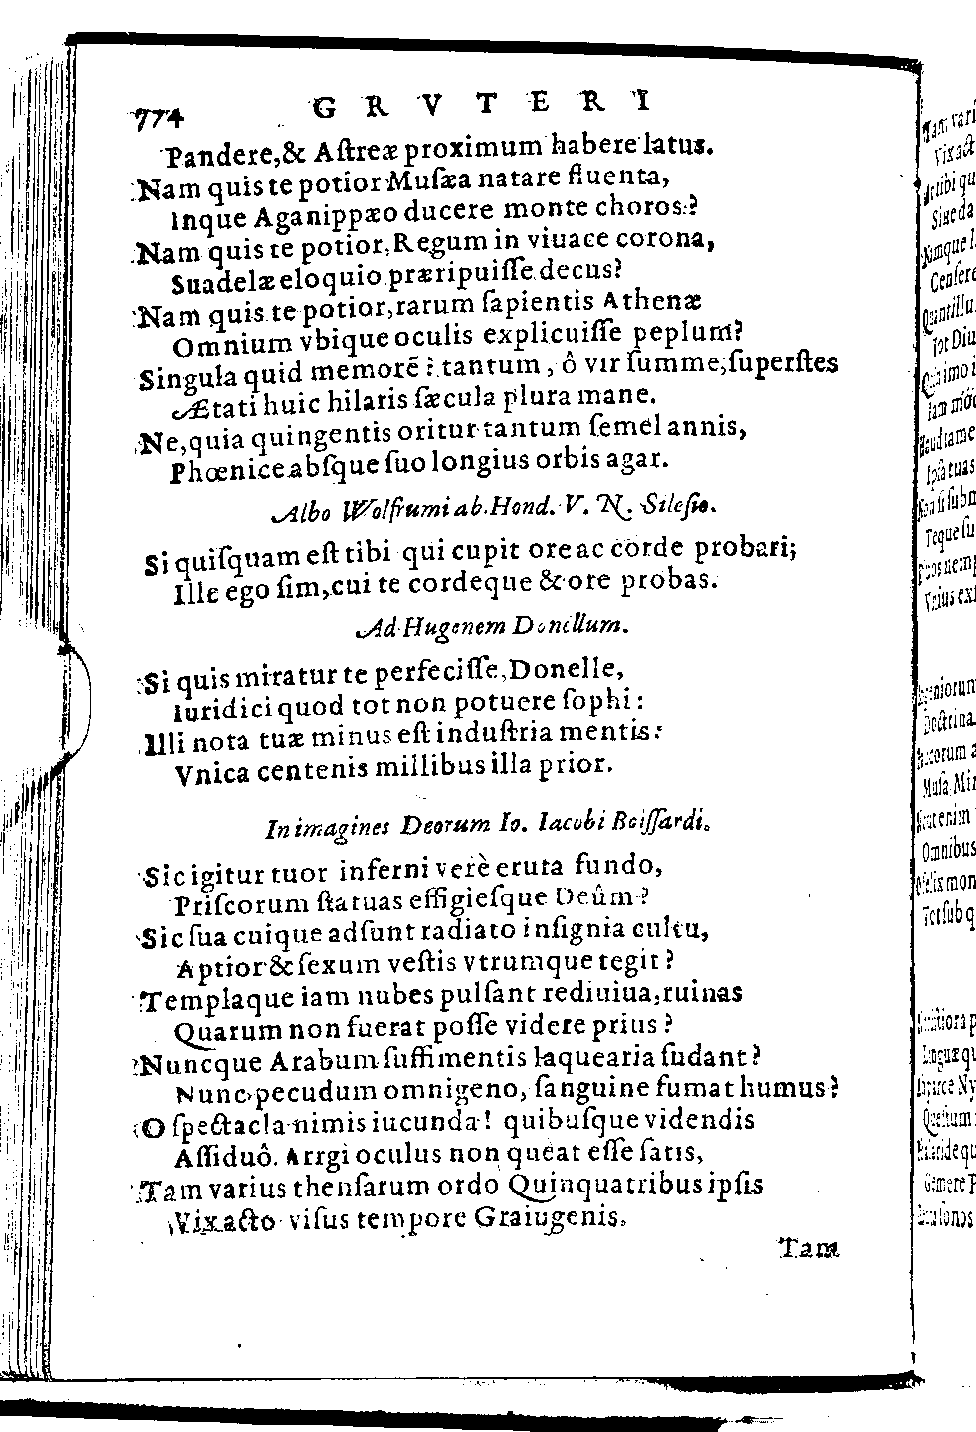 774 GRVTERI
Pandere,& Aſtreæ proximum habere latus.
Nam quis te potior Muſæa natare fluenta,
Inque Aganippæo ducere monte choros?
Nam quis te potior, Regum in viuace corona,
Suadelæ eloquio præripuiſſe decus?
Nam quis te potior, rarum ſapientis Athenæ
Omnium vbique oculis explicuiſſe peplum?
Singula quid memorē? tantum, ô vir ſumme, ſuperſtes
Ætati huic hilaris ſæcula plura mane.
Ne, quia quingentis oritur tantum ſemel annis,
Phœnice abſque ſuo longius orbis agar.
Albo Wolfrumi ab. Hond. V. N. Sileſio.
Si quiſquam eſt tibi qui cupit ore ac corde probari;
Ille ego ſim, cui te cordeque & ore probas.
Ad Hugenem Donellum.
Si quis miratur te perfeciſſe, Donelle,
Iuridici quod tot non potuere ſophi:
Illi nota tuæ minus eſt induſtria mentis:
Vnica centenis millibus illa prior.
In imagines Deorum Io. Iacobi Boiſſardi.
Sic igitur tuor inferni verè eruta fundo,
Priſcorum ſtatuas effigieſque Deûm?
Sic ſua cuique adſunt radiato inſignia cultu,
Aptior & ſexum veſtis vtrumque tegit?
Templaque iam nubes pulſant rediuiua, ruinas
Quarum non fuerat poſſe videre prius?
Nuncque Arabum ſuffimentis laquearia ſudant?
Nunc pecudum omnigeno, ſanguine fumat humus?
O ſpectacla nimis iucunda! quibuſque videndis
Aſſiduô. Arrgi oculus non queat eſſe ſatis,
Tam varius thenſarum ordo Quinquatribus ipſis
Vix acto viſus tempore Graiugenis.
Tam